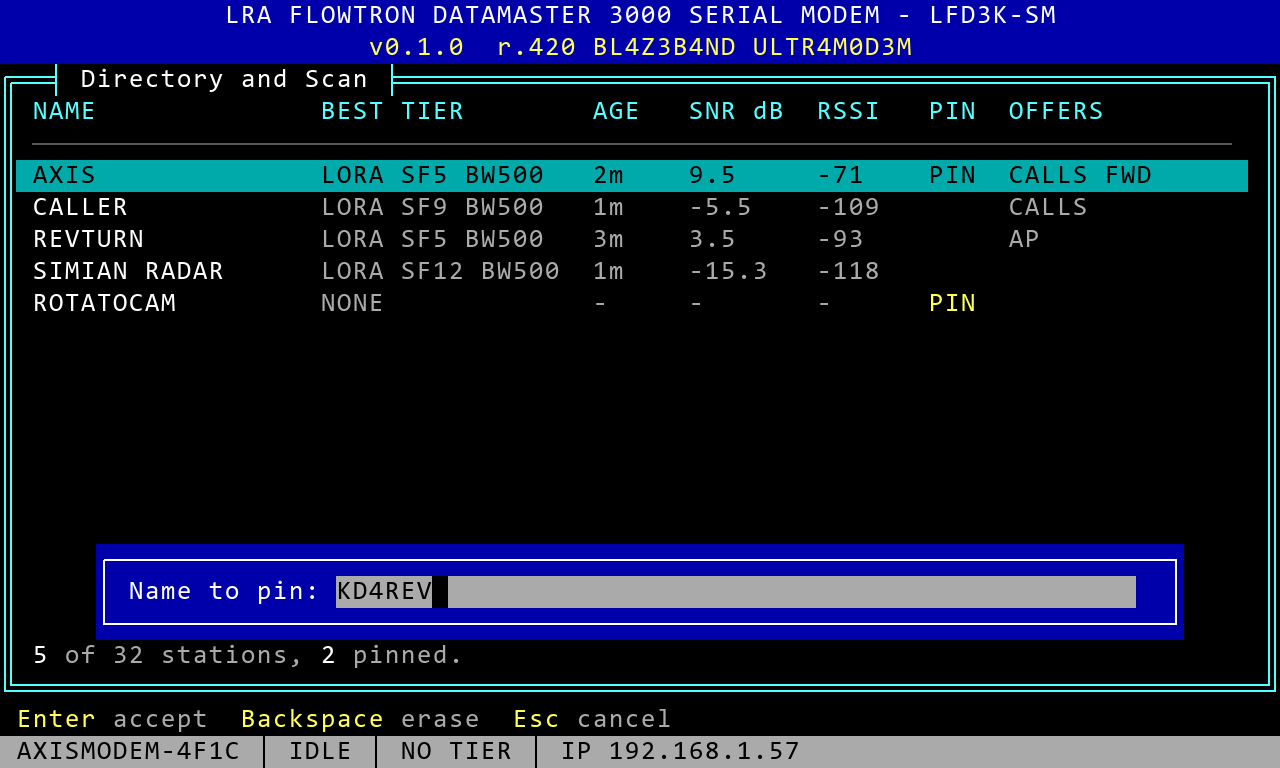 LRA FLOWTRON DATAMASTER 3000 SERIAL MODEM - LFD3K-SM
v0.1.0 r.420 BL4Z3B4ND ULTR4M0D3M
Directory and Scan
NAME BEST TIER AGE SNR dB RSSI PIN OFFERS
AXIS LORA SF5 BW500 2m 9.5 -71 PIN CALLS FWD
CALLER LORA SF9 BW500 1m -5.5 -109 CALLS
REVTURN LORA SF5 BW500 3m 3.5 -93 AP
SIMIAN RADAR LORA SF12 BW500 1m -15.3 -118
ROTATOCAM NONE - - - PIN
Name to pin: KD4REV
5 of 32 stations, 2 pinned.
Enter accept Backspace erase Esc cancel
AXISMODEM-4F1C IDLE NO TIER IP 192.168.1.57